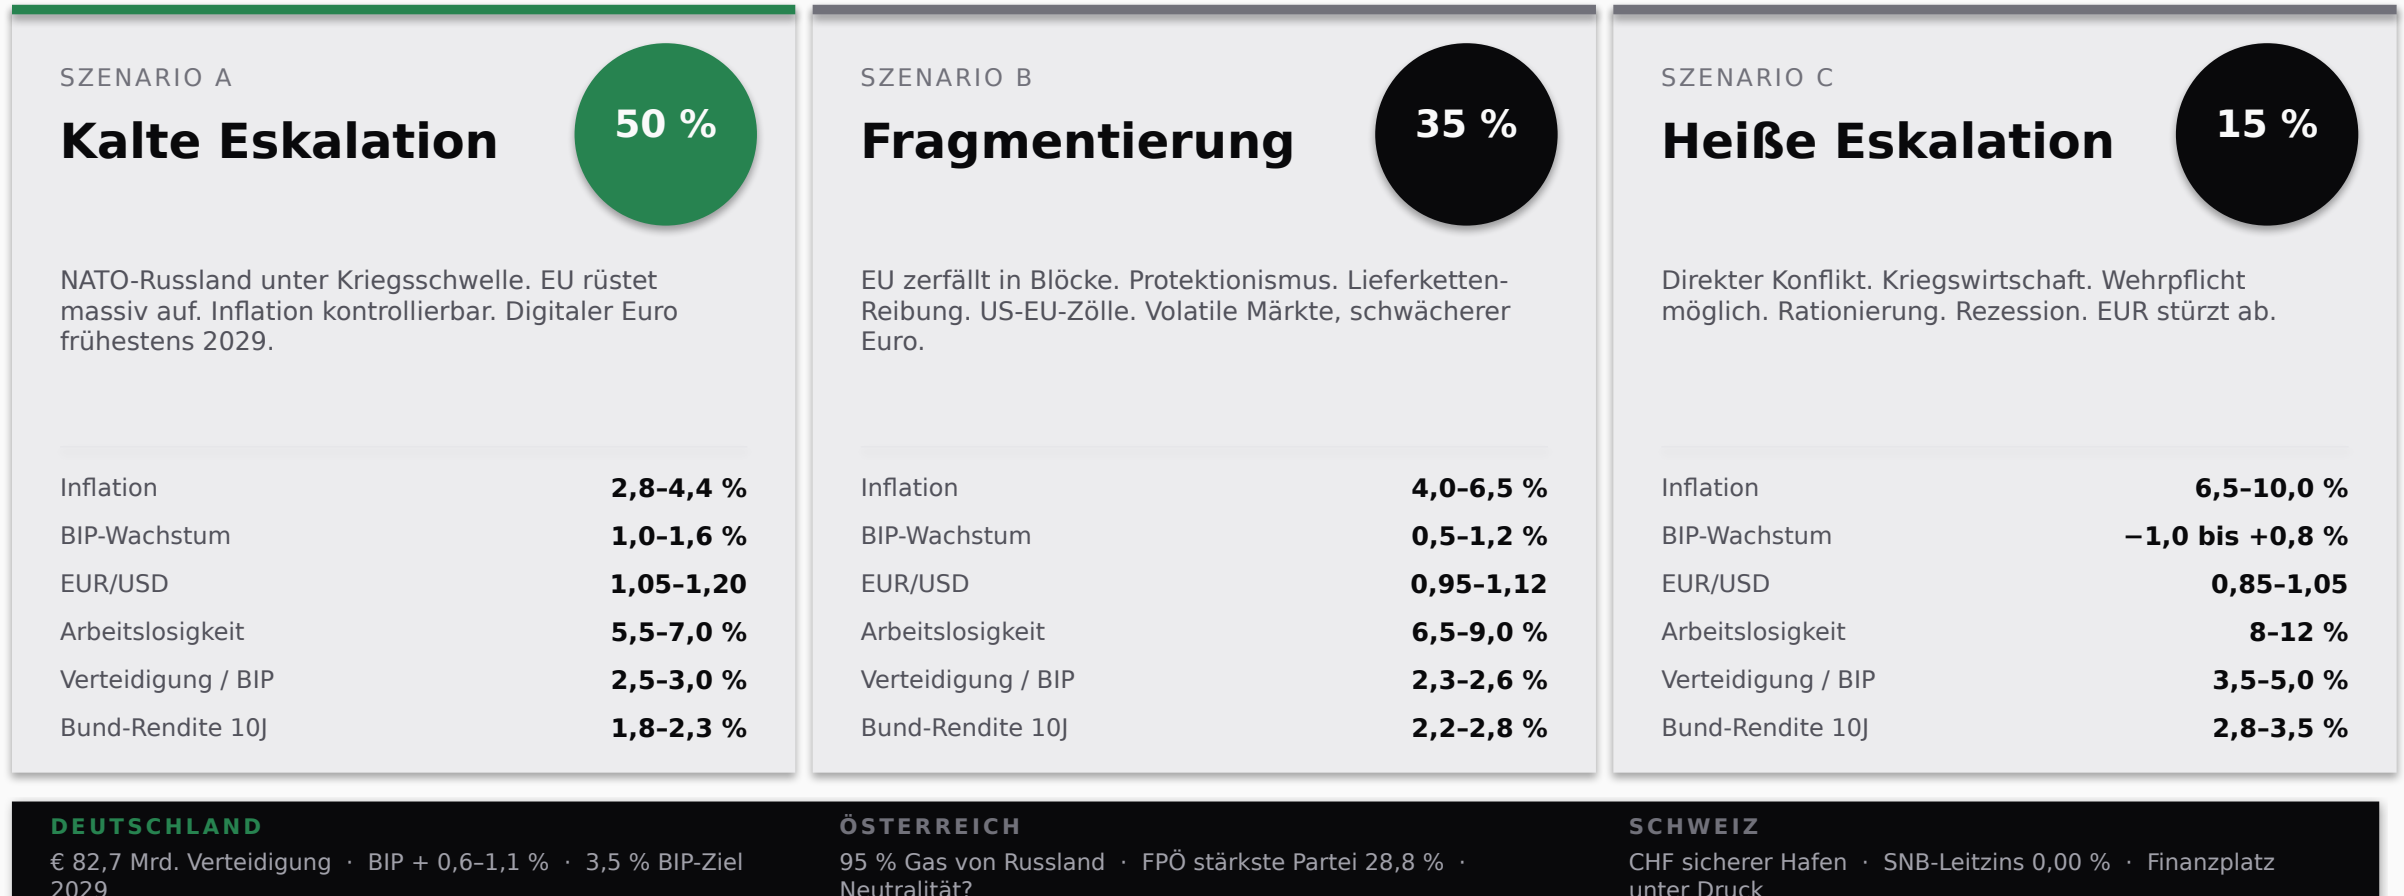 SZENARIO A
Kalte Eskalation
50 %
NATO-Russland unter Kriegsschwelle. EU rüstet
massiv auf. Inflation kontrollierbar. Digitaler Euro
frühestens 2029.
Inflation 2,8–4,4 %
BIP-Wachstum 1,0–1,6 %
EUR/USD 1,05–1,20
Arbeitslosigkeit 5,5–7,0 %
Verteidigung / BIP 2,5–3,0 %
Bund-Rendite 10J 1,8–2,3 %
SZENARIO B
Fragmentierung
35 %
EU zerfällt in Blöcke. Protektionismus. Lieferketten-
Reibung. US-EU-Zölle. Volatile Märkte, schwächerer
Euro.
Inflation 4,0–6,5 %
BIP-Wachstum 0,5–1,2 %
EUR/USD 0,95–1,12
Arbeitslosigkeit 6,5–9,0 %
Verteidigung / BIP 2,3–2,6 %
Bund-Rendite 10J 2,2–2,8 %
SZENARIO C
Heiße Eskalation
15 %
Direkter Konflikt. Kriegswirtschaft. Wehrpflicht
möglich. Rationierung. Rezession. EUR stürzt ab.
Inflation 6,5–10,0 %
BIP-Wachstum −1,0 bis +0,8 %
EUR/USD 0,85–1,05
Arbeitslosigkeit 8–12 %
Verteidigung / BIP 3,5–5,0 %
Bund-Rendite 10J 2,8–3,5 %
DEUTSCHLAND
€ 82,7 Mrd. Verteidigung · BIP + 0,6–1,1 % · 3,5 % BIP-Ziel
2029
ÖSTERREICH
95 % Gas von Russland · FPÖ stärkste Partei 28,8 % ·
Neutralität?
SCHWEIZ
CHF sicherer Hafen · SNB-Leitzins 0,00 % · Finanzplatz
unter Druck